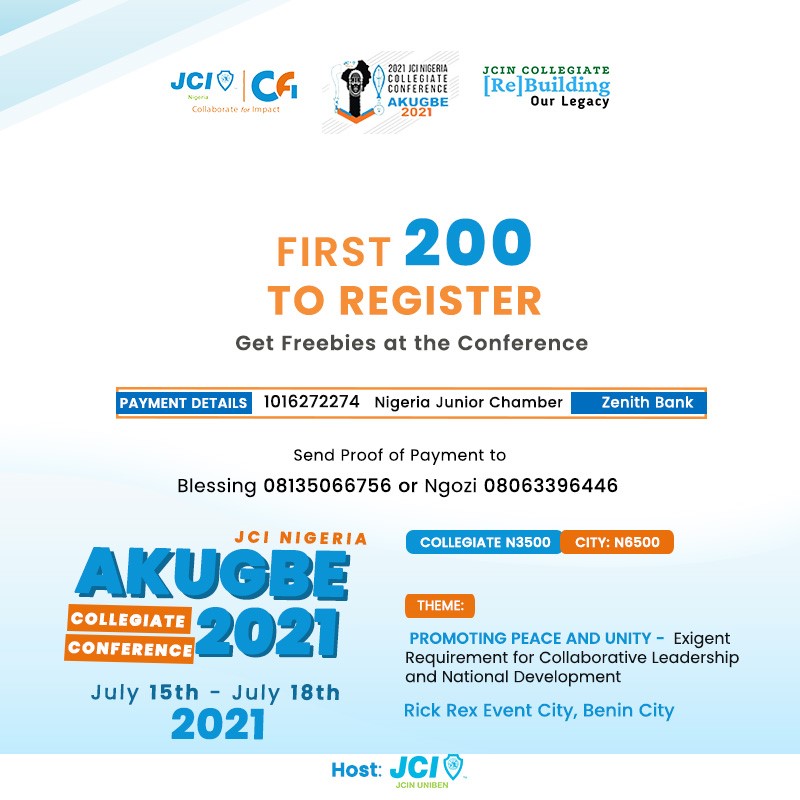 JCI
Nigeria
CFI
Collaborate for Impact
2021 JCI NIGERIA
COLLEGIATE
CONFERENCE
AKUGBE
2021
JCIN COLLEGIATE
[Re]Building
Our Legacy
FIRST 200
TO REGISTER
Get Freebies at the Conference
PAYMENT DETAILS 1016272274 Nigeria Junior Chamber Zenith Bank
Send Proof of Payment to
Blessing 08135066756 or Ngozi 08063396446
JCI NIGERIA
AKUGBE
COLLEGIATE
CONFERENCE
2021
July 15th - July 18th
2021
COLLEGIATE N3500 CITY: N6500
THEME:
PROMOTING PEACE AND UNITY - Exigent
Requirement for Collaborative Leadership
and National Development
Rick Rex Event City, Benin City
Host: JCI
JCIN UNIBEN